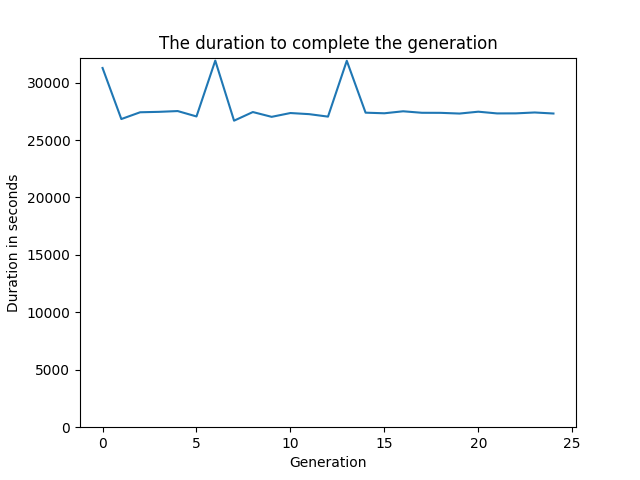 The duration to complete the generation
30000
25000
20000
15000
10000
5000
0
Duration in seconds
0 5 10 15 20 25
Generation